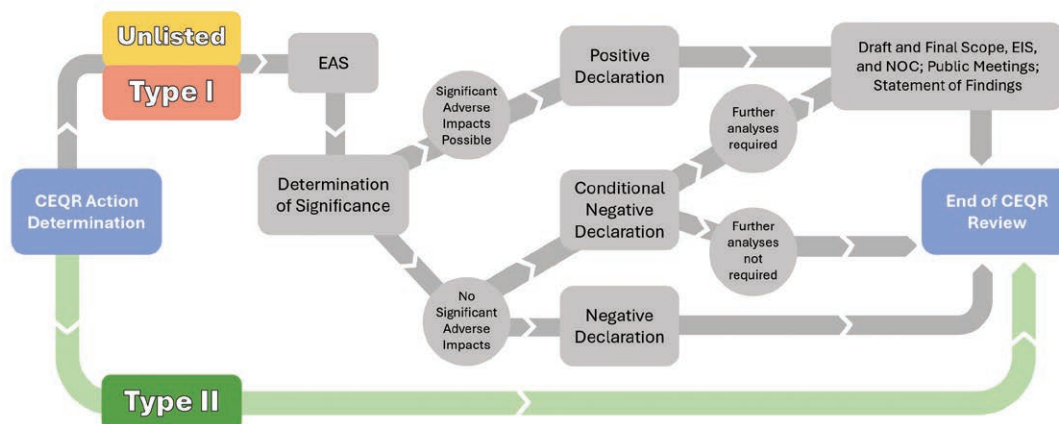 Unlisted
Type I
EAS
Significant
Adverse
Impacts
Possible
Positive
Declaration
Draft and Final Scope, EIS,
and NOC; Public Meetings;
Statement of Findings
Further
analyses
required
CEQR Action
Determination
Determination
of Significance
Conditional
Negative
Declaration
Further
analyses
not
required
End of CEQR
Review
No
Significant
Adverse
Impacts
Negative
Declaration
Type II